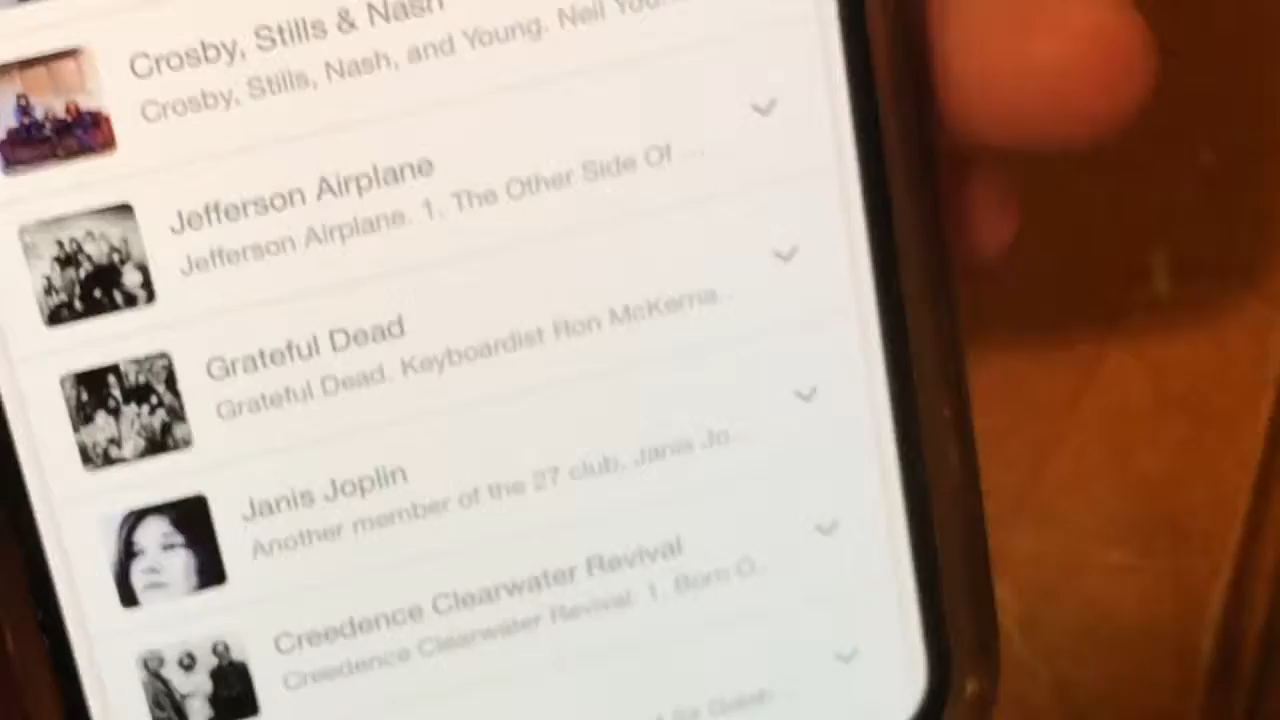 Crosby, Stills & Nash
Crosby, Stills, Nash, and Young. Neil You...
Jefferson Airplane
Jefferson Airplane. 1. The Other Side Of ...
Grateful Dead
Grateful Dead. Keyboardist Ron McKerna...
Janis Joplin
Another member of the 27 club, Janis Jo...
Creedence Clearwater Revival
Creedence Clearwater Revival. 1. Born O...